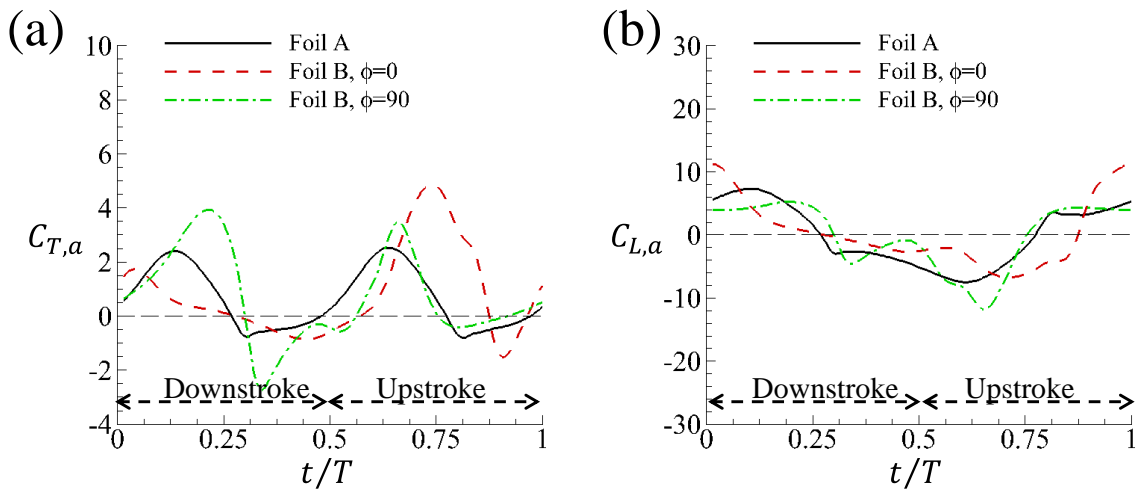 (a)
10
8
6
4
2
0
-2
-4
C_{T,a}
Foil A
Foil B, ϕ=0
Foil B, ϕ=90
Downstroke
Upstroke
0
0.25
0.5
0.75
1
t/T
(b)
30
20
10
0
-10
-20
-30
C_{L,a}
Foil A
Foil B, ϕ=0
Foil B, ϕ=90
Downstroke
Upstroke
0
0.25
0.5
0.75
1
t/T